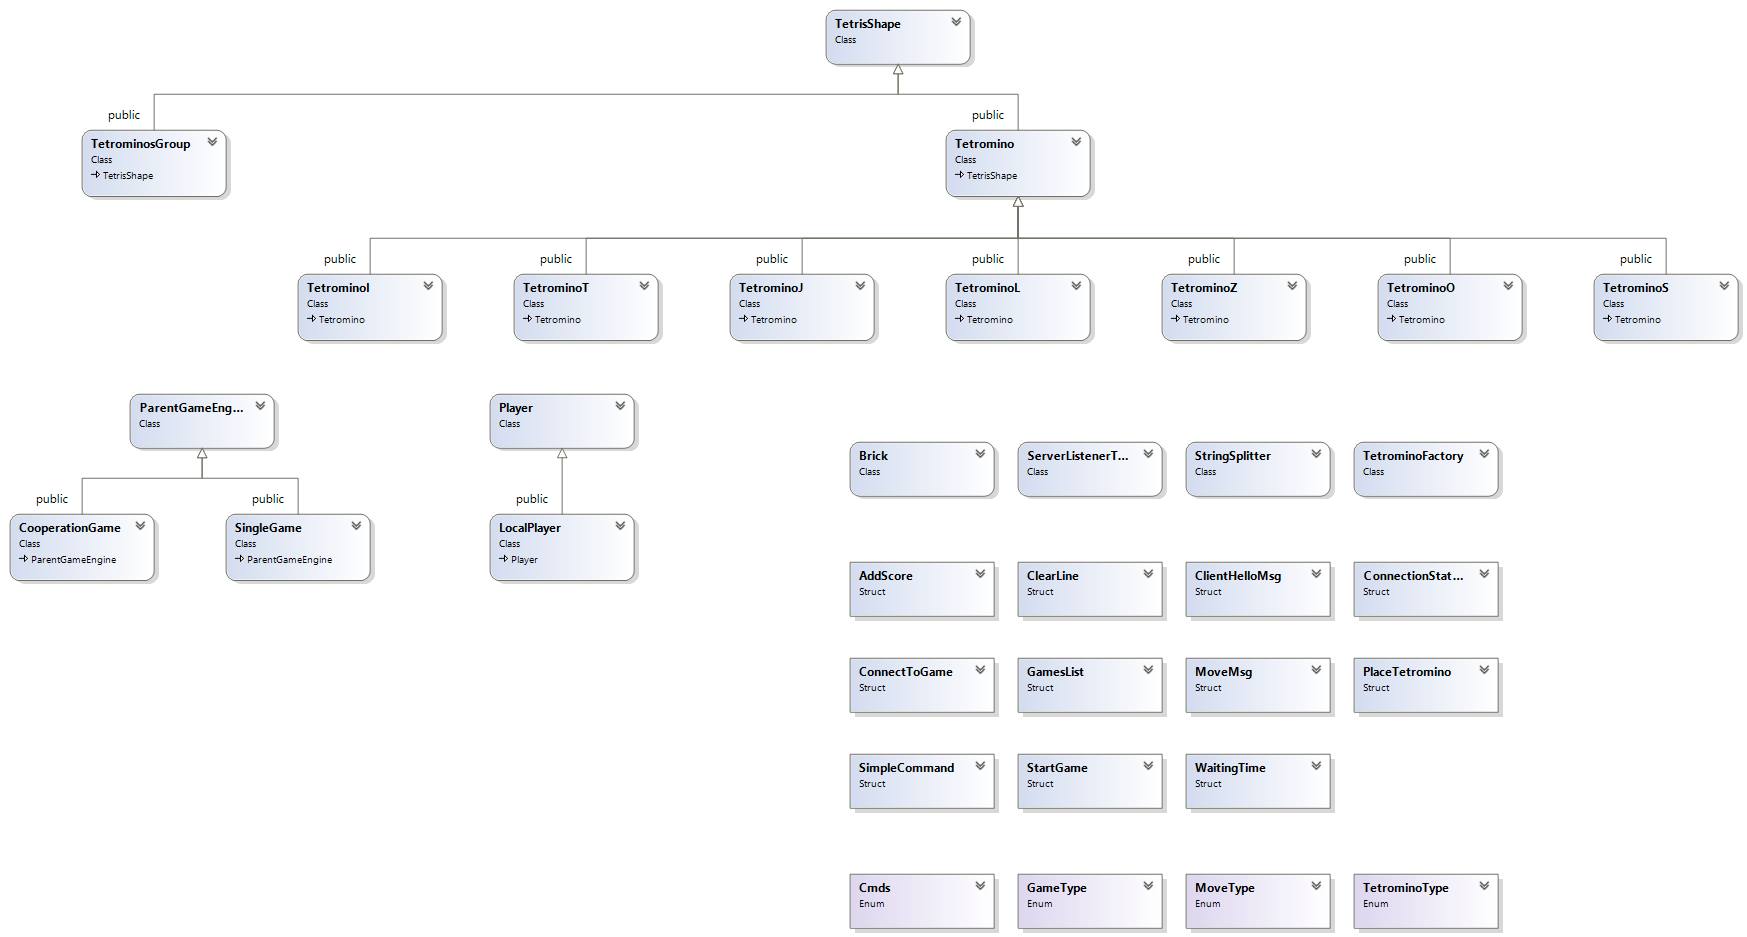 TetrisShape
Class
public
public
TetrominosGroup
Class
TetrisShape
Tetromino
Class
TetrisShape
public
public
public
public
public
public
public
TetrominoI
Class
Tetromino
TetrominoT
Class
Tetromino
TetrominoJ
Class
Tetromino
TetrominoL
Class
Tetromino
TetrominoZ
Class
Tetromino
TetrominoO
Class
Tetromino
TetrominoS
Class
Tetromino
ParentGameEng...
Class
public
public
CooperationGame
Class
ParentGameEngine
SingleGame
Class
ParentGameEngine
Player
Class
public
LocalPlayer
Class
Player
Brick
Class
ServerListenerT...
Class
StringSplitter
Class
TetrominoFactory
Class
AddScore
Struct
ClearLine
Struct
ClientHelloMsg
Struct
ConnectionStat...
Struct
ConnectToGame
Struct
GamesList
Struct
MoveMsg
Struct
PlaceTetromino
Struct
SimpleCommand
Struct
StartGame
Struct
WaitingTime
Struct
Cmds
Enum
GameType
Enum
MoveType
Enum
TetrominoType
Enum